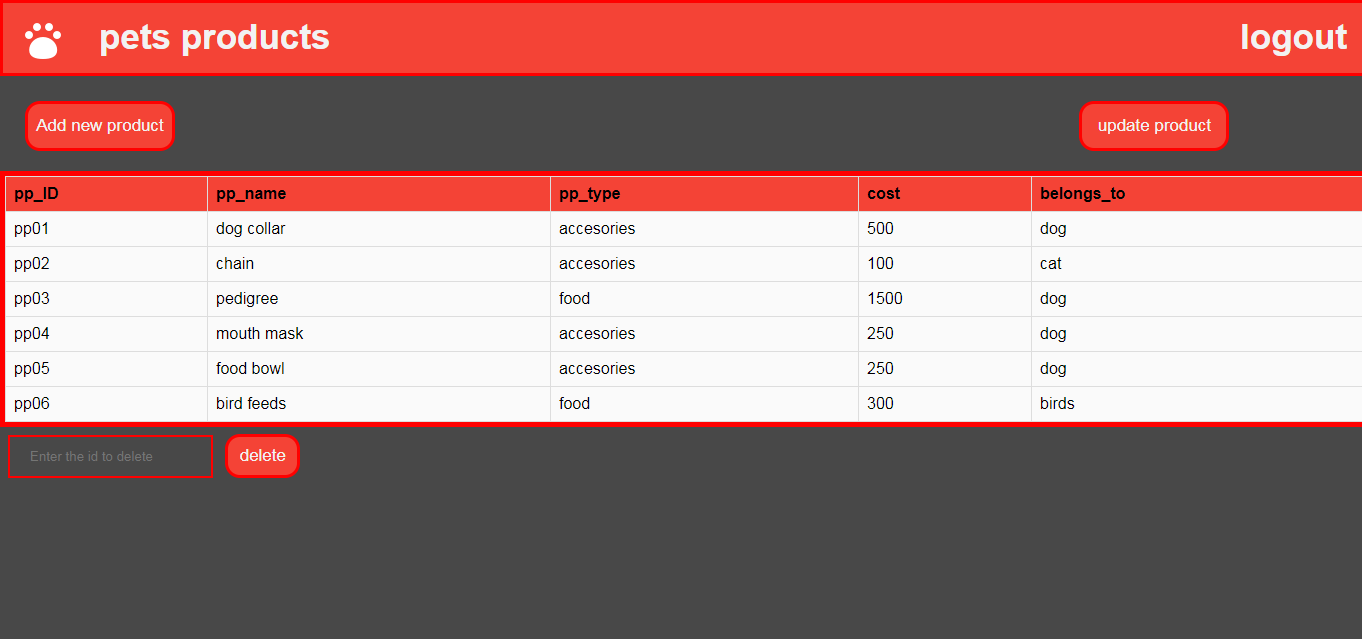 pets products logout
Add new product update product
pp_ID pp_name pp_type cost belongs_to
pp01 dog collar accesories 500 dog
pp02 chain accesories 100 cat
pp03 pedigree food 1500 dog
pp04 mouth mask accesories 250 dog
pp05 food bowl accesories 250 dog
pp06 bird feeds food 300 birds
Enter the id to delete delete